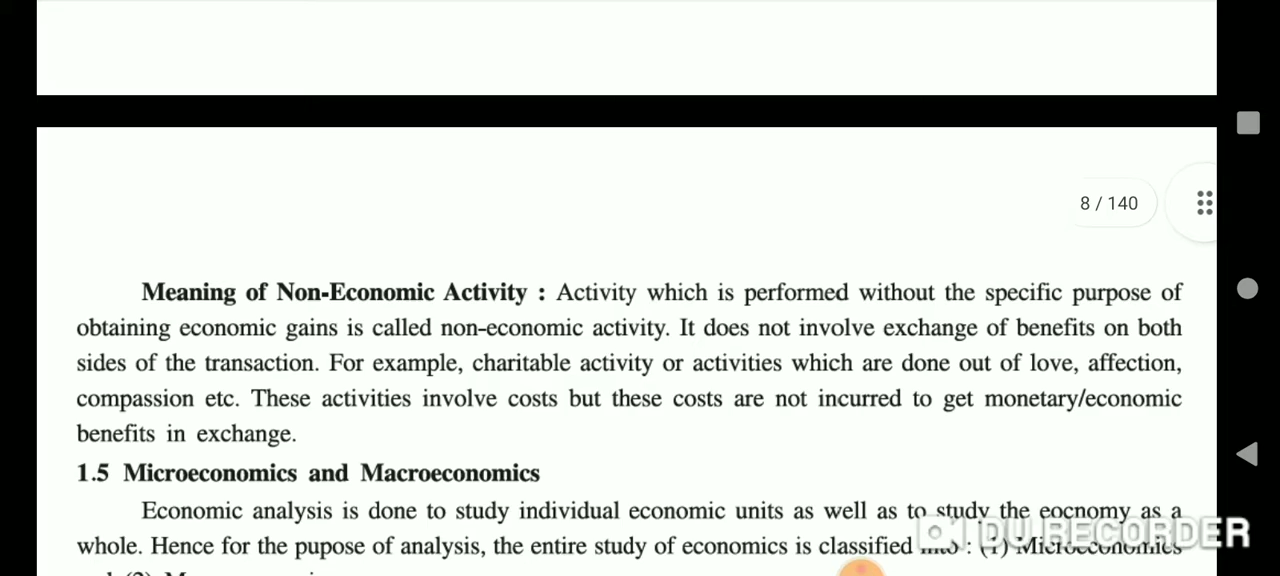 8 / 140
Meaning of Non-Economic Activity : Activity which is performed without the specific purpose of
obtaining economic gains is called non-economic activity. It does not involve exchange of benefits on both
sides of the transaction. For example, charitable activity or activities which are done out of love, affection,
compassion etc. These activities involve costs but these costs are not incurred to get monetary/economic
benefits in exchange.
1.5 Microeconomics and Macroeconomics
Economic analysis is done to study individual economic units as well as to study the eocnomy as a
whole. Hence for the pupose of analysis, the entire study of economics is classified into : (1) Microeconomics
DU RECORDER